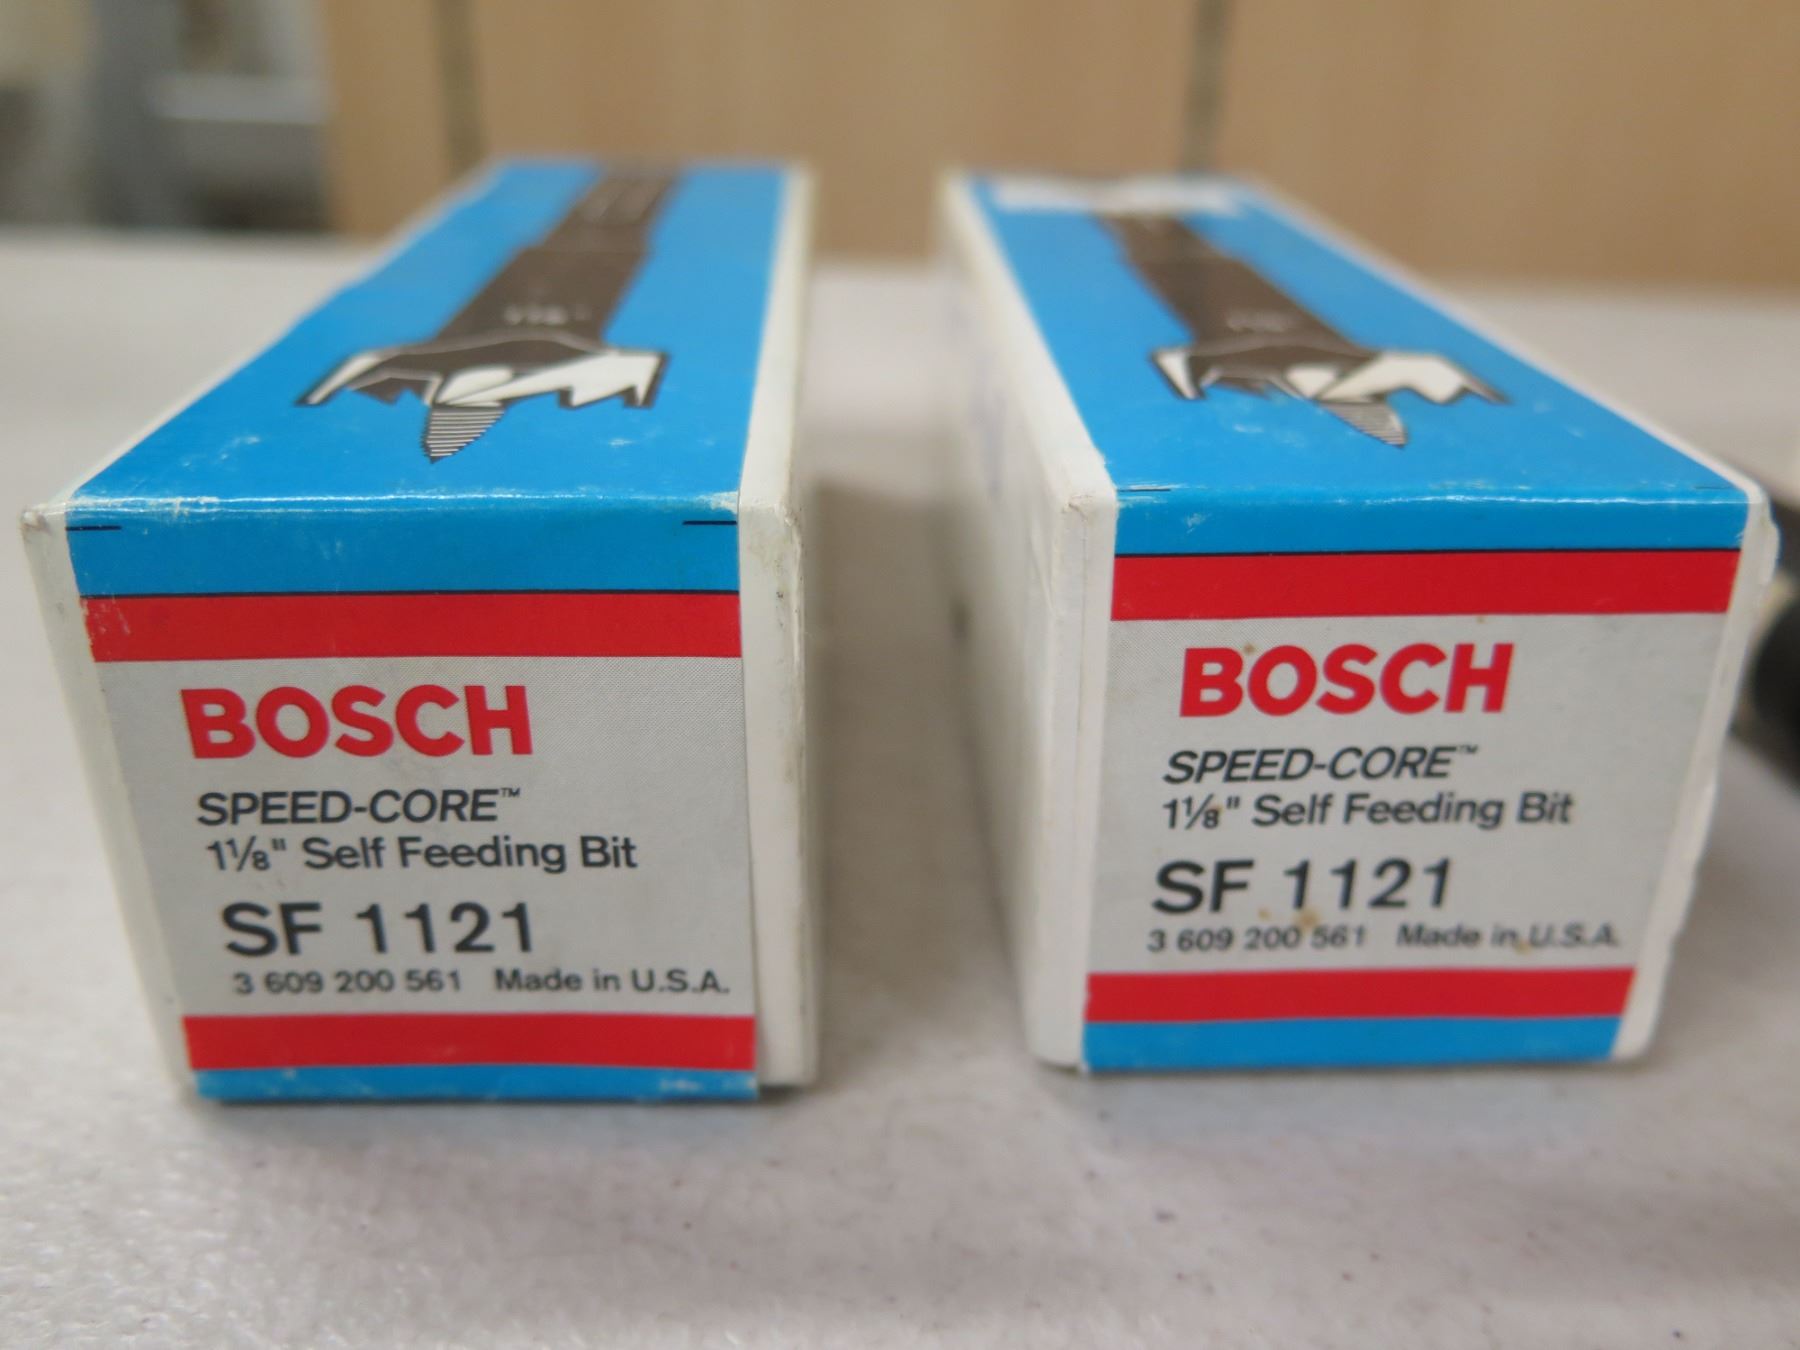 BOSCH
SPEED-CORE™
1⅛" Self Feeding Bit
SF 1121
3 609 200 561 Made in U.S.A.
BOSCH
SPEED-CORE™
1⅛" Self Feeding Bit
SF 1121
3 609 200 561 Made in U.S.A.